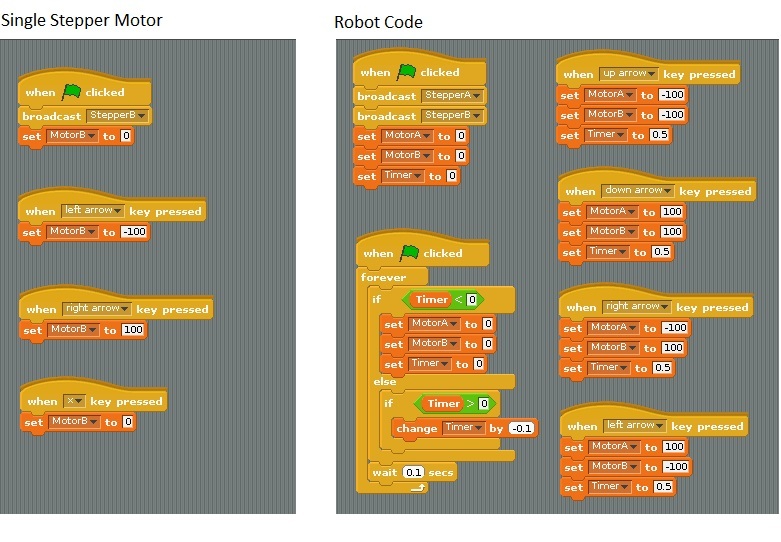 Single Stepper Motor
when clicked
broadcast StepperB
set MotorB to 0
when left arrow key pressed
set MotorB to -100
when right arrow key pressed
set MotorB to 100
when x key pressed
set MotorB to 0
Robot Code
when clicked
broadcast StepperA
broadcast StepperB
set MotorA to 0
set MotorB to 0
set Timer to 0
when clicked
forever
if Timer < 0
set MotorA to 0
set MotorB to 0
set Timer to 0
else
if Timer > 0
change Timer by -0.1
wait 0.1 secs
when up arrow key pressed
set MotorA to -100
set MotorB to -100
set Timer to 0.5
when down arrow key pressed
set MotorA to 100
set MotorB to 100
set Timer to 0.5
when right arrow key pressed
set MotorA to -100
set MotorB to 100
set Timer to 0.5
when left arrow key pressed
set MotorA to 100
set MotorB to -100
set Timer to 0.5